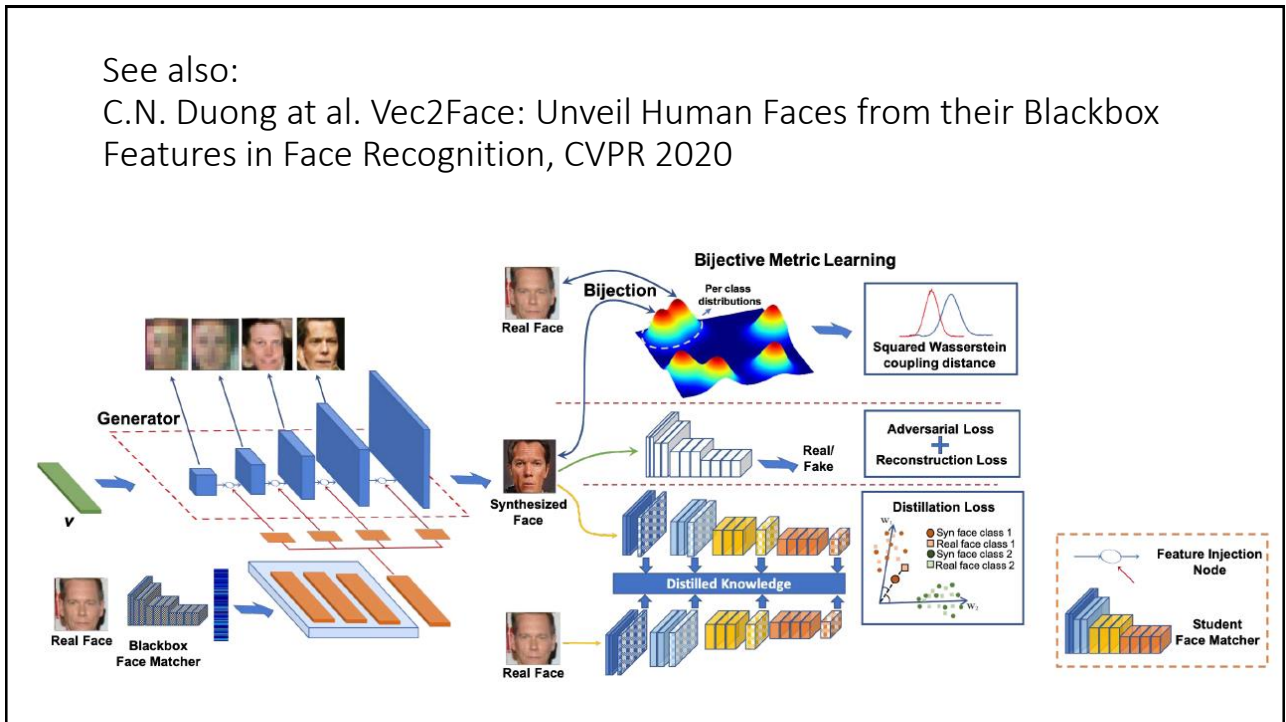 See also:
C.N. Duong at al. Vec2Face: Unveil Human Faces from their Blackbox
Features in Face Recognition, CVPR 2020
Bijective Metric Learning
Bijection
Per class
distributions
Real Face
Squared Wasserstein
coupling distance
Generator
v
Synthesized
Face
Real/
Fake
Adversarial Loss
+
Reconstruction Loss
Distillation Loss
W₁
Syn face class 1
Real face class 1
Syn face class 2
Real face class 2
W₂
Distilled Knowledge
Real Face
Blackbox
Face Matcher
Real Face
Feature Injection
Node
Student
Face Matcher